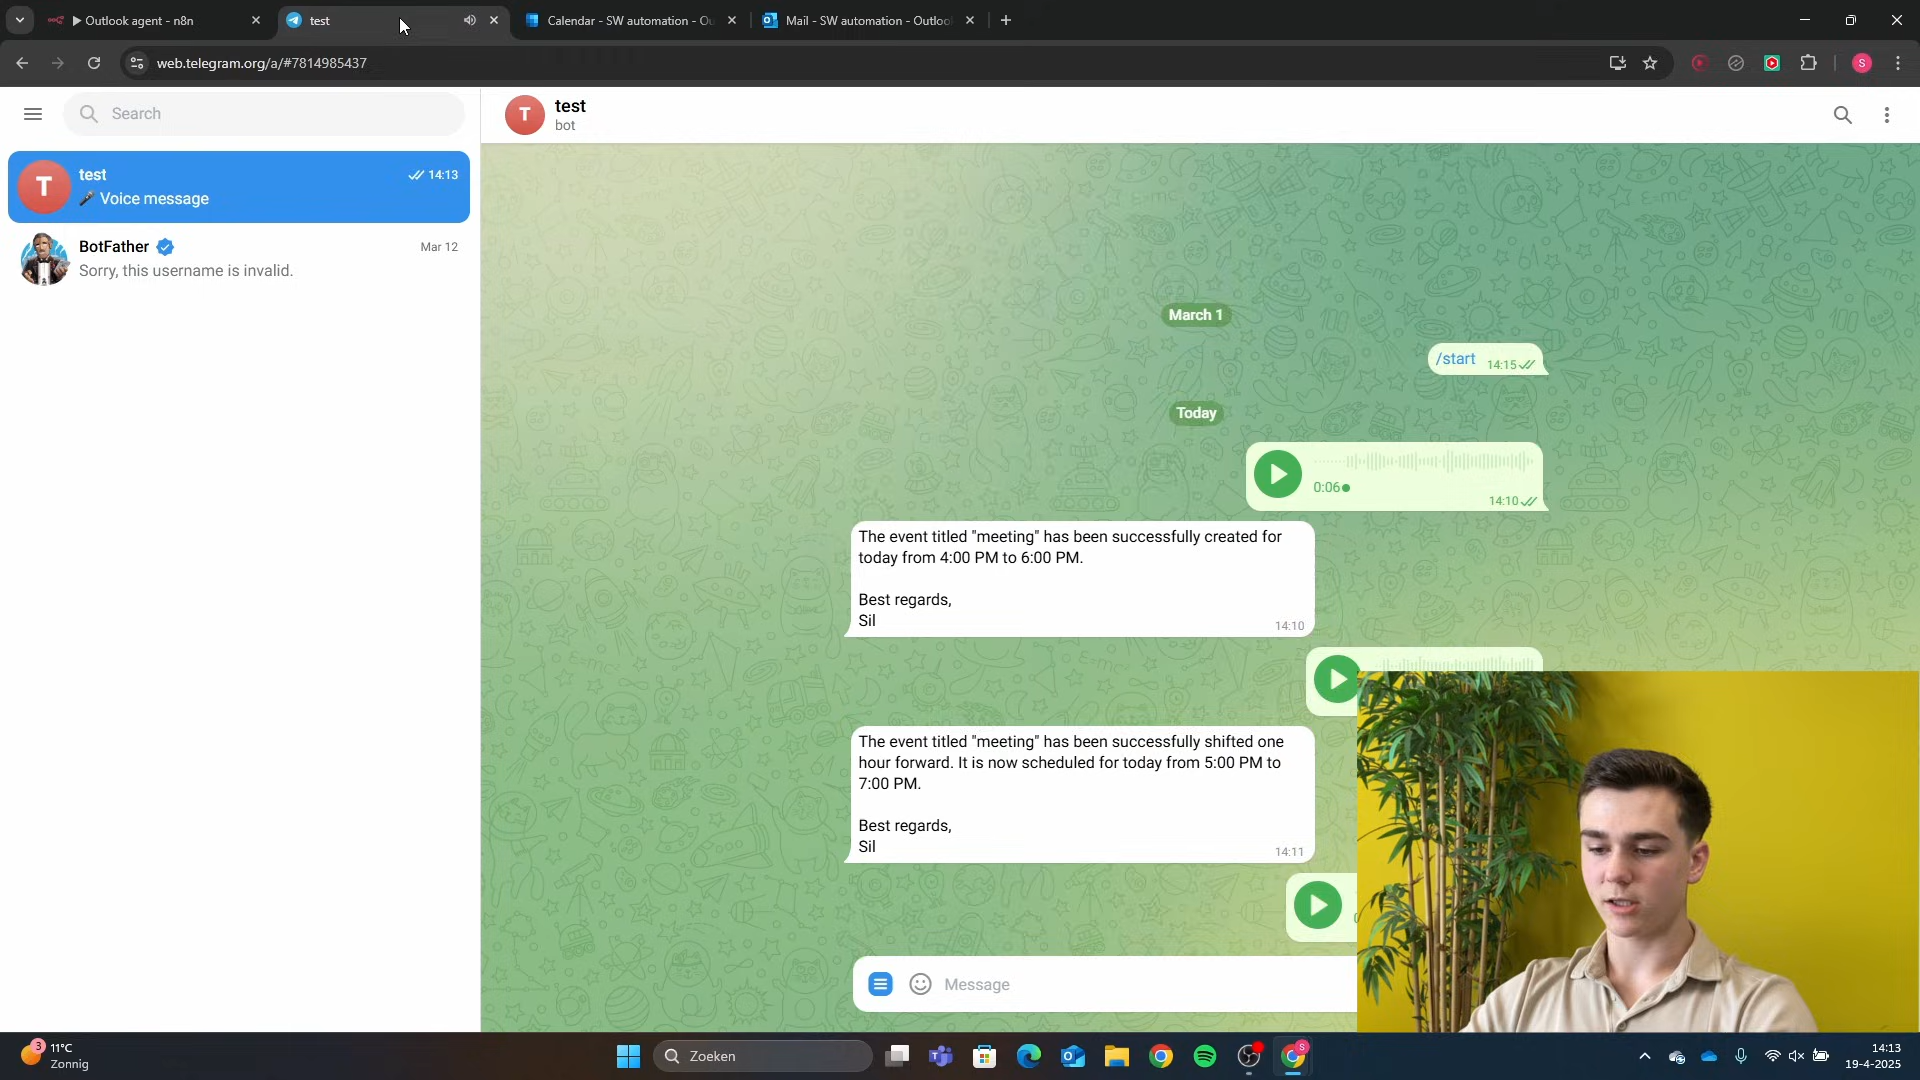 Outlook agent - n8n
test
Calendar - SW automation - Ou
Mail - SW automation - Outloo
web.telegram.org/a/#7814985437
S
Search
T
test
bot
T
test
14:13
Voice message
BotFather
Mar 12
Sorry, this username is invalid.
March 1
/start
14:15
Today
0:06
14:10
The event titled "meeting" has been successfully created for
today from 4:00 PM to 6:00 PM.
Best regards,
Sil
14:10
The event titled "meeting" has been successfully shifted one
hour forward. It is now scheduled for today from 5:00 PM to
7:00 PM.
Best regards,
Sil
14:11
Message
3
11°C
Zonnig
Zoeken
S
14:13
19-4-2025